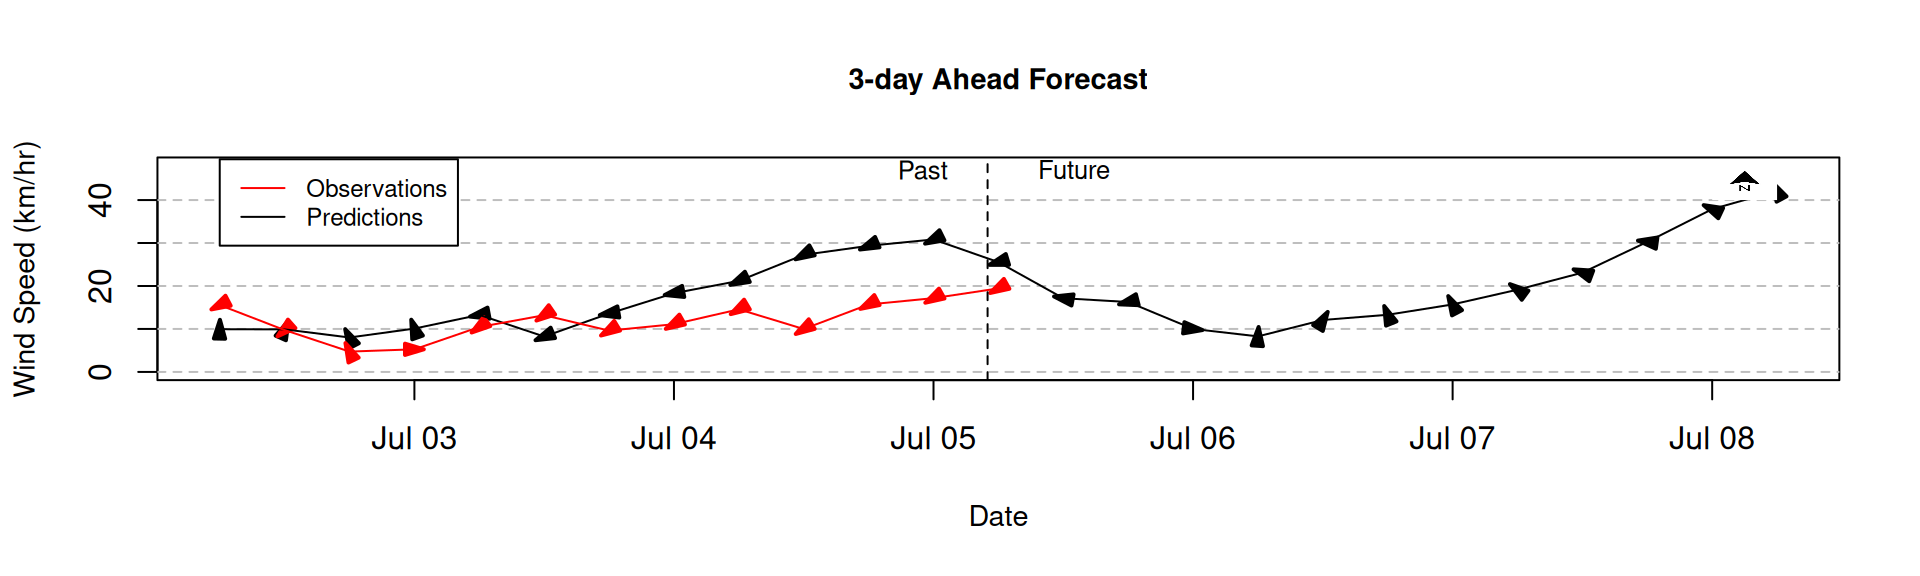 3-day Ahead Forecast
Wind Speed (km/hr)
40
20
0
Observations
Predictions
Past
Future
N
Jul 03
Jul 04
Jul 05
Jul 06
Jul 07
Jul 08
Date